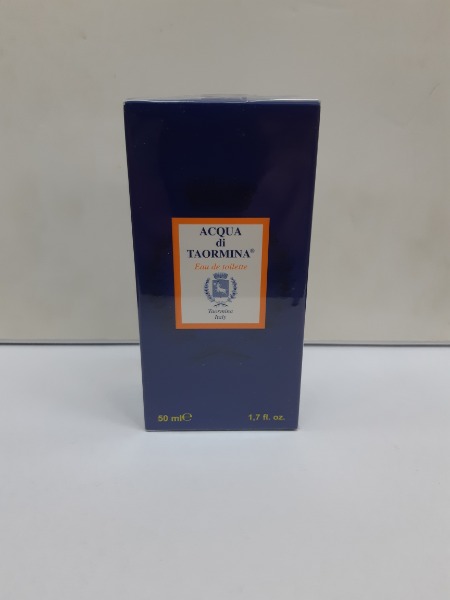 ACQUA
di
TAORMINA®
Eau de toilette
Taormina
Italy
50 ml℮ 1,7 fl. oz.